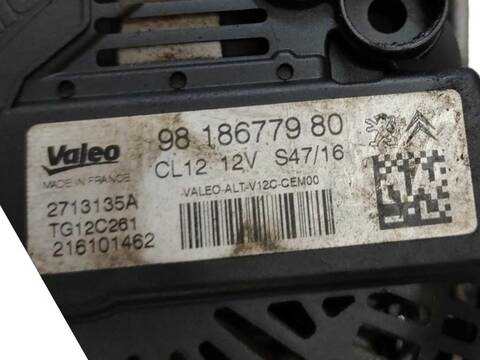 Valeo
MADE IN FRANCE
98 186779 80
CL12 12V S47/16
VALEO-ALT-V12C-CEM00
2713135A
TG12C261
216101462